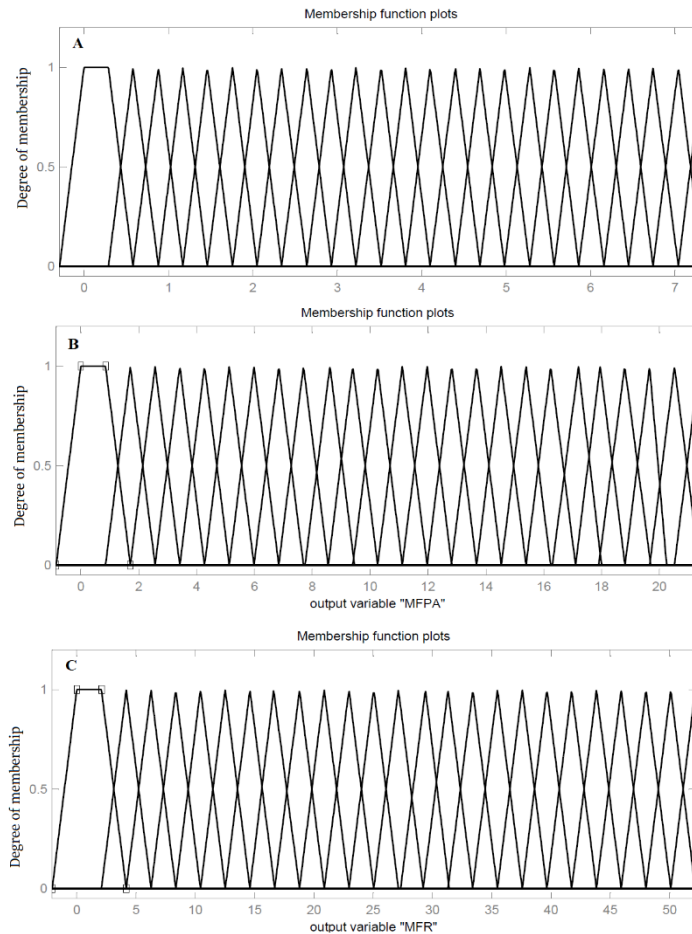 Membership function plots
A
Degree of membership
1
0.5
0
0 1 2 3 4 5 6 7
Membership function plots
B
Degree of membership
1
0.5
0
0 2 4 6 8 10 12 14 16 18 20
output variable "MFPA"
Membership function plots
C
Degree of membership
1
0.5
0
0 5 10 15 20 25 30 35 40 45 50
output variable "MFR"